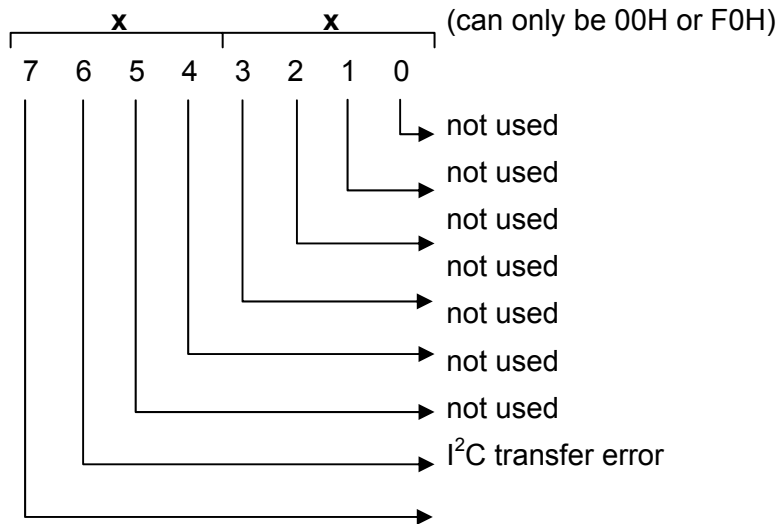 x x (can only be 00H or F0H)
7 6 5 4 3 2 1 0
not used
not used
not used
not used
not used
not used
not used
I²C transfer error